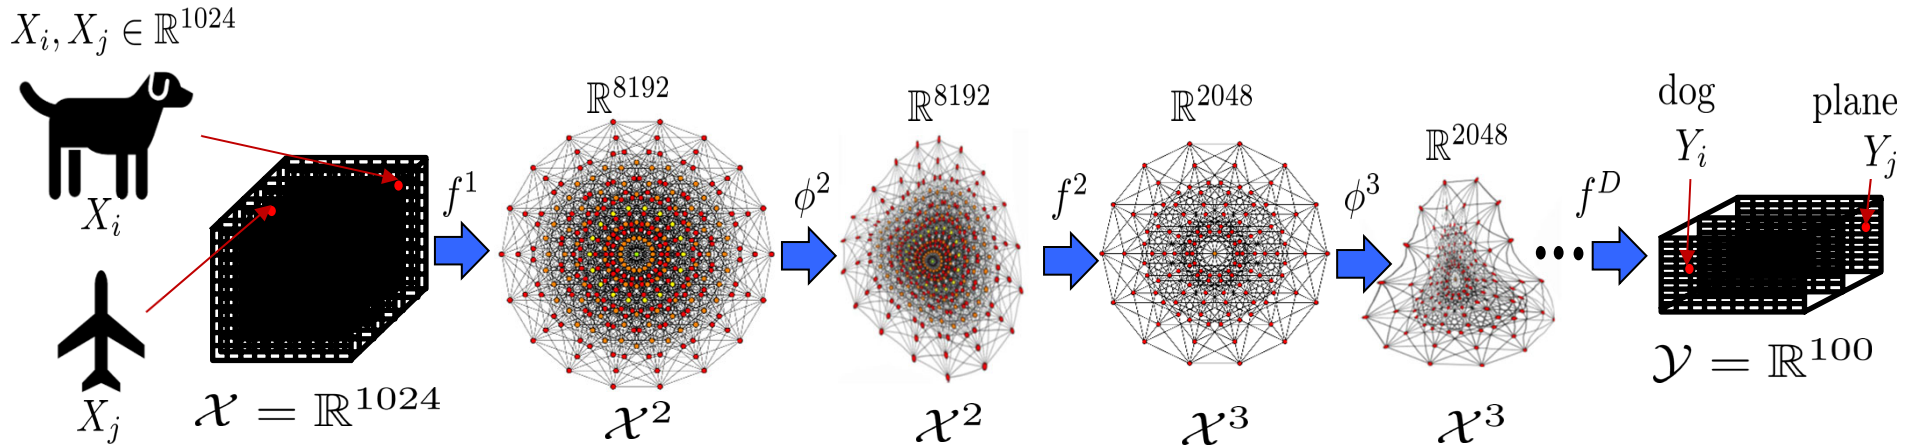 X_i, X_j ∈ ℝ^1024
X_i
X_j
𝒳 = ℝ^1024
f^1
ℝ^8192
𝒳^2
ϕ^2
ℝ^8192
𝒳^2
f^2
ℝ^2048
𝒳^3
ϕ^3
ℝ^2048
𝒳^3
•••
f^D
dog
Y_i
plane
Y_j
𝒴 = ℝ^100